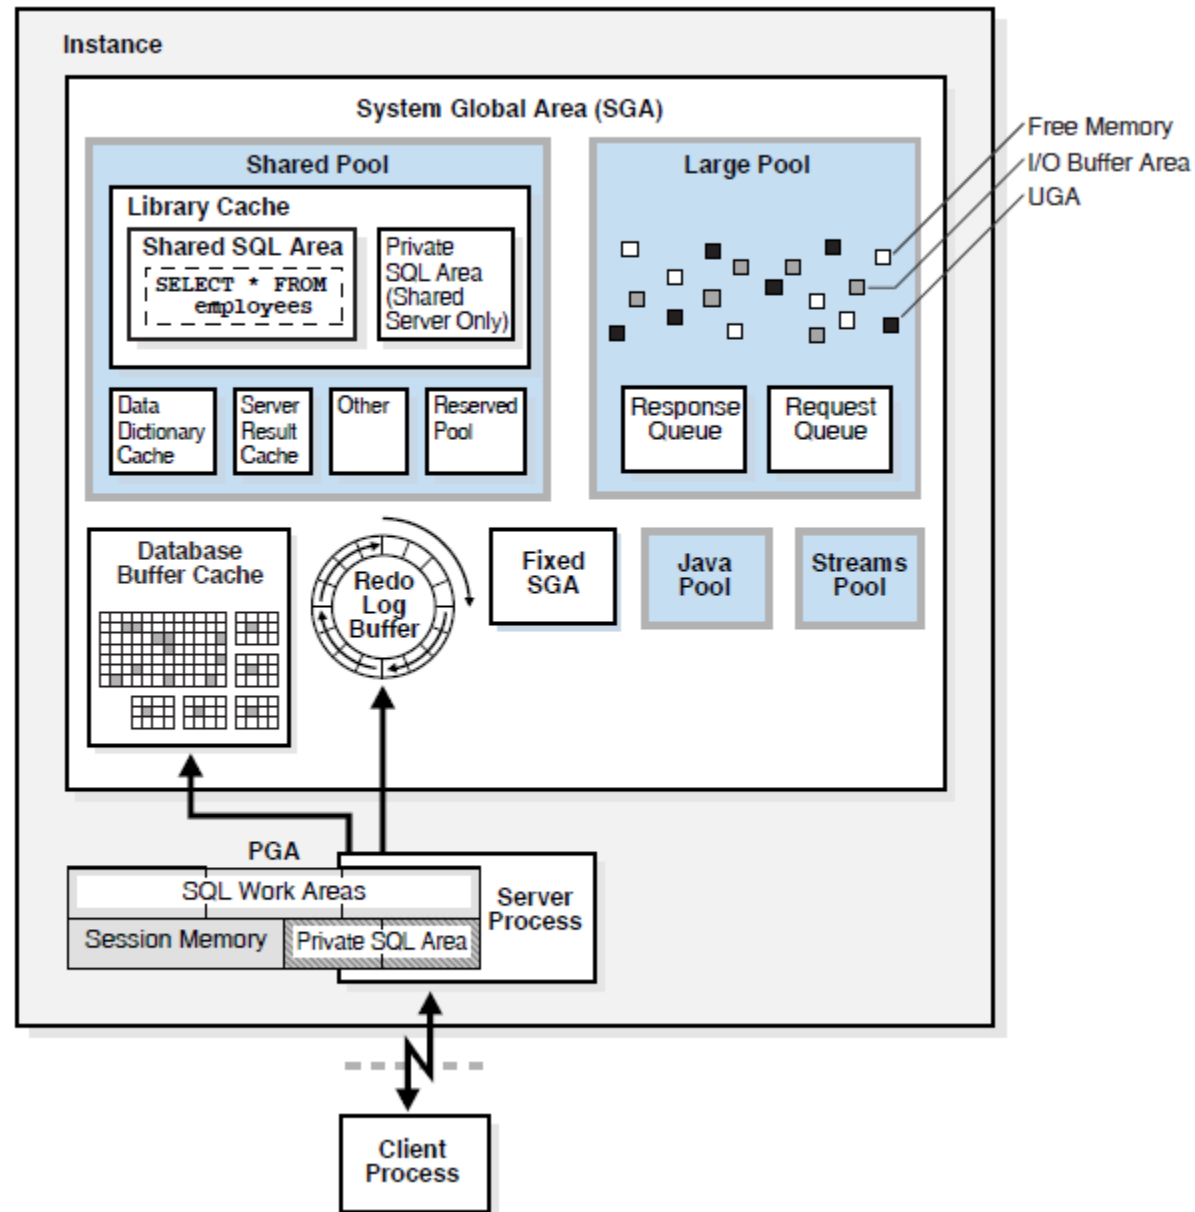 Instance
System Global Area (SGA)
Shared Pool
Library Cache
Shared SQL Area
SELECT * FROM
employees
Private
SQL Area
(Shared
Server Only)
Data
Dictionary
Cache
Server
Result
Cache
Other
Reserved
Pool
Large Pool
Response
Queue
Request
Queue
Free Memory
I/O Buffer Area
UGA
Database
Buffer Cache
Redo
Log
Buffer
Fixed
SGA
Java
Pool
Streams
Pool
PGA
SQL Work Areas
Session Memory
Private SQL Area
Server
Process
Client
Process